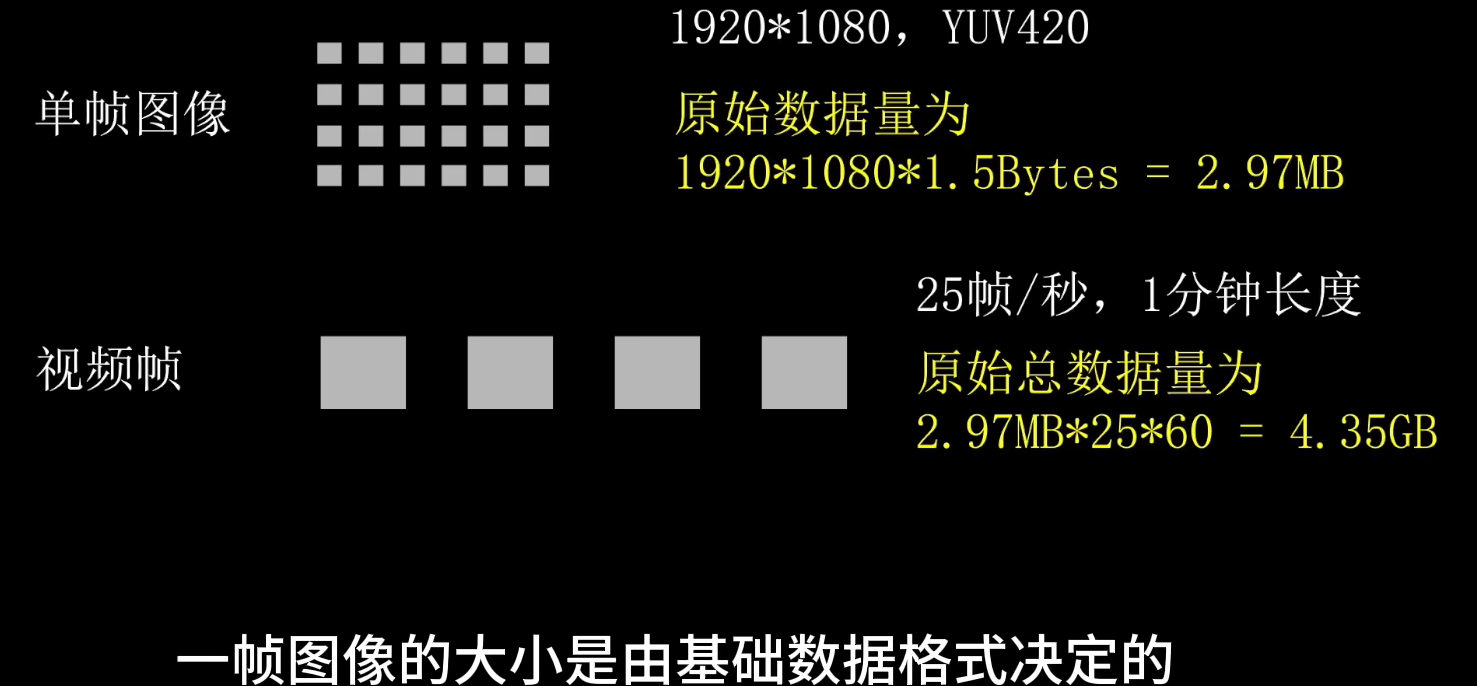 1920*1080，YUV420
单帧图像
原始数据量为
1920*1080*1.5Bytes = 2.97MB
25帧/秒，1分钟长度
视频帧
原始总数据量为
2.97MB*25*60 = 4.35GB
一帧图像的大小是由基础数据格式决定的